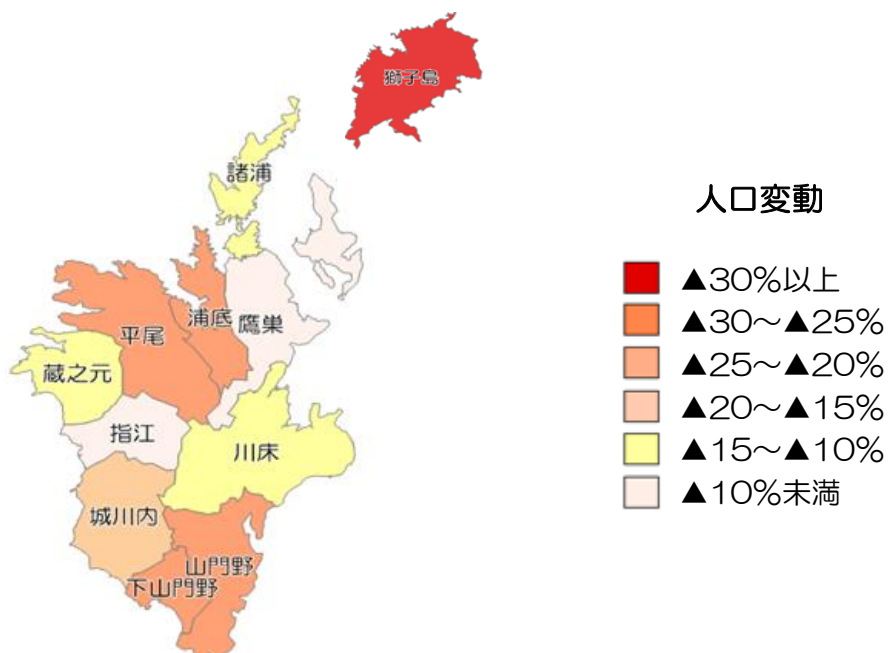 獅子島
諸浦
人口変動
▲30%以上
▲30～▲25%
▲25～▲20%
▲20～▲15%
▲15～▲10%
▲10%未満
浦底
鷹巣
平尾
蔵之元
指江
川床
城川内
山門野
下山門野